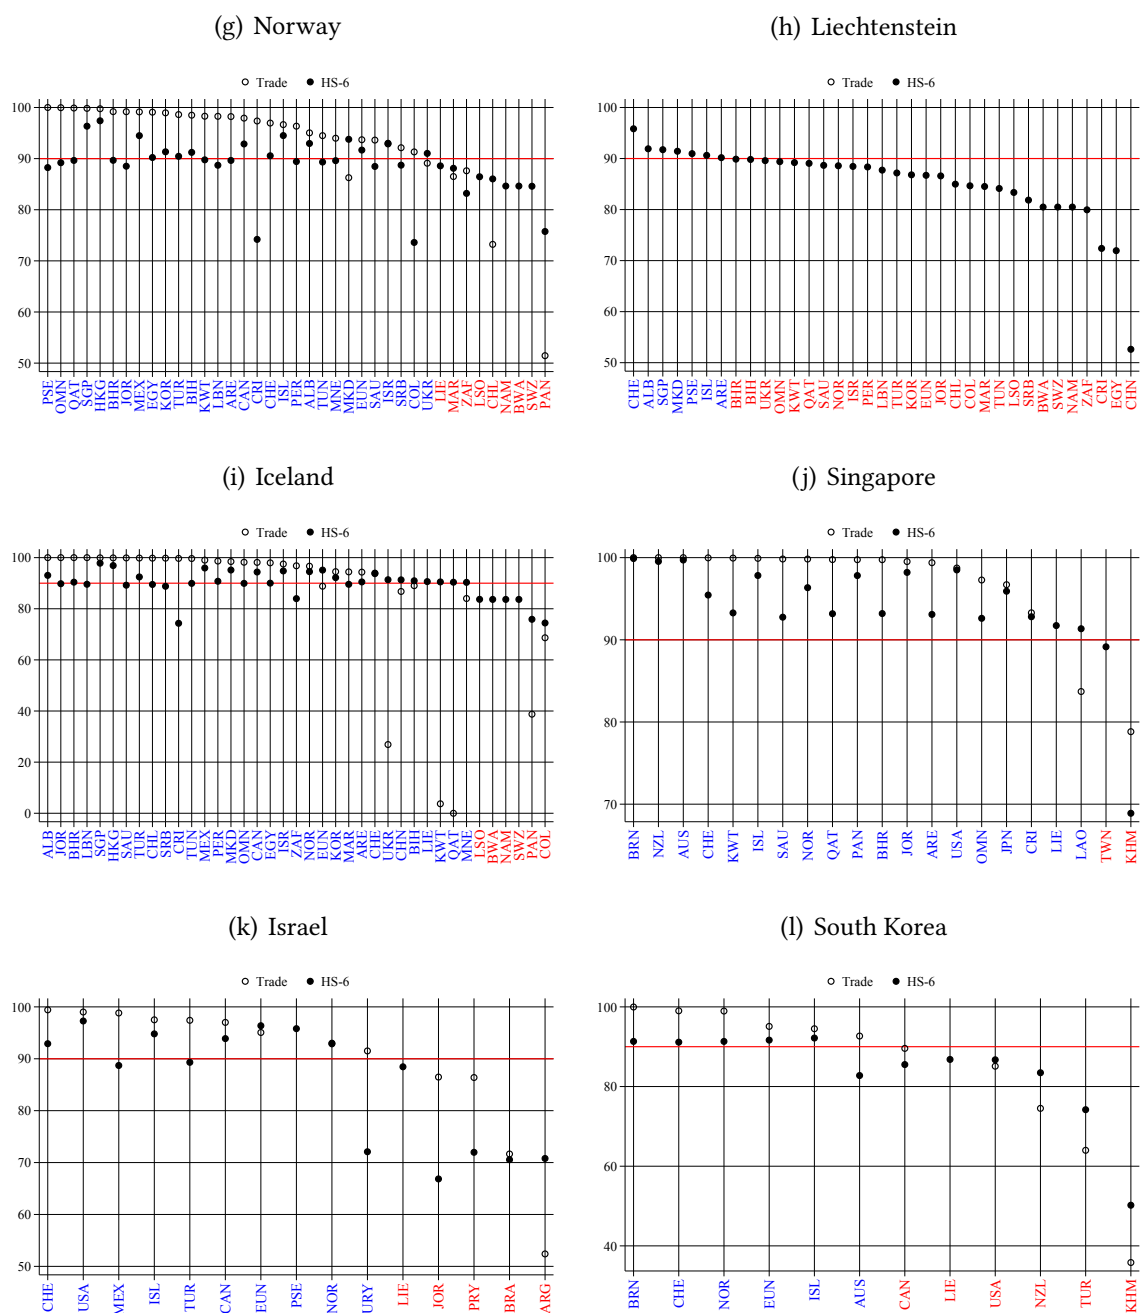 (g) Norway
(h) Liechtenstein
Trade HS-6
Trade HS-6
100
90
80
70
60
50
PSE OMN QAT SGP HKG BHR JOR MEX EGY KOR TUR BIH KWT LBN ARE CAN CRI CHE ISL PER ALB TUN MNE MKD EUN SAU ISR SRB COL UKR LIE MAR ZAF LSO CHL NAM BWA SWZ PAN
100
90
80
70
60
50
CHE ALB SGP MKD PSE ISL ARE BHR BIH UKR OMN KWT QAT SAU NOR ISR PER LBN TUR KOR EUN JOR CHL COL MAR TUN LSO SRB BWA SWZ NAM ZAF CRI EGY CHN
(i) Iceland
(j) Singapore
Trade HS-6
Trade HS-6
100
80
60
40
20
0
ALB JOR BHR LBN SGP HKG SAU TUR CHL SRB CRI TUN MEX PER MKD OMN CAN EGY ISR ZAF NOR EUN KOR MAR ARE CHE UKR CHN BIH LIE KWT QAT MNE LSO BWA NAM SWZ PAN COL
100
90
80
70
BRN NZL AUS CHE KWT ISL SAU NOR QAT PAN BHR JOR ARE USA OMN JPN CRI LIE LAO TWN KHM
(k) Israel
(l) South Korea
Trade HS-6
Trade HS-6
100
90
80
70
60
50
CHE USA MEX ISL TUR CAN EUN PSE NOR URY LIE JOR PRY BRA ARG
100
80
60
40
BRN CHE NOR EUN ISL AUS CAN LIE USA NZL TUR KHM